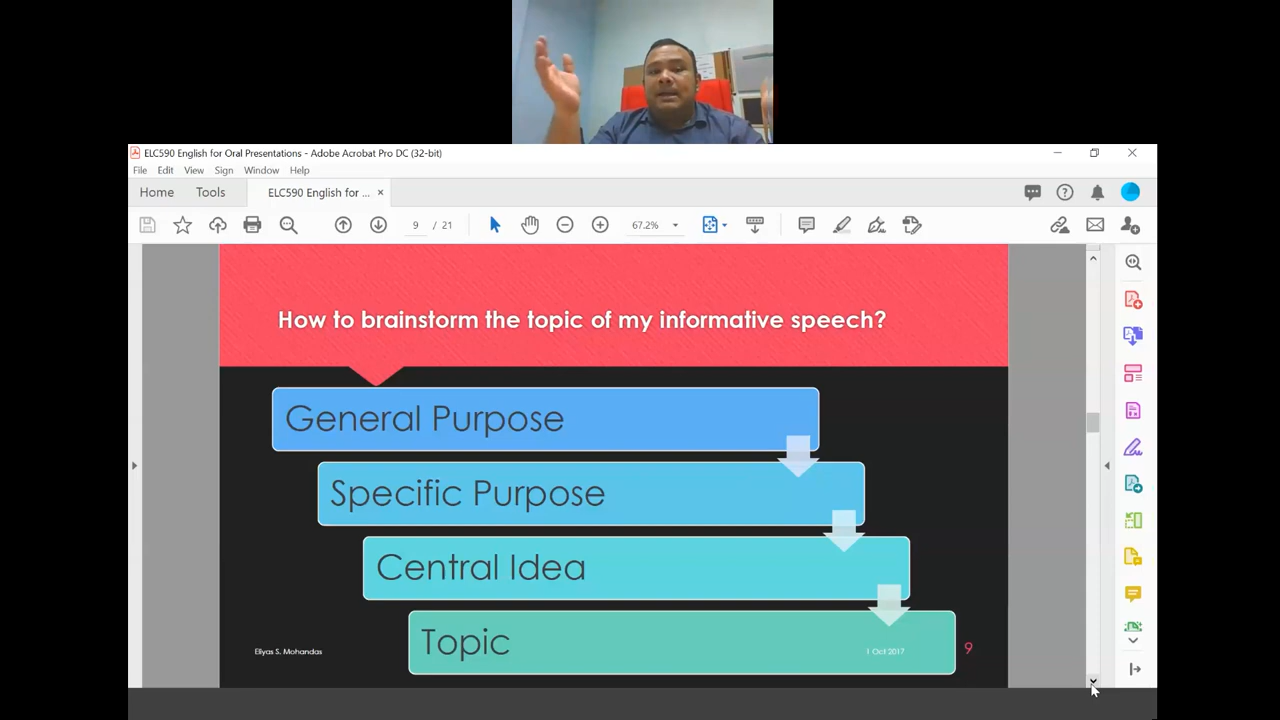 ELC590 English for Oral Presentations - Adobe Acrobat Pro DC (32-bit)
File Edit View Sign Window Help
Home Tools ELC590 English for ... ×
9 / 21 67.2%
How to brainstorm the topic of my informative speech?
General Purpose
Specific Purpose
Central Idea
Topic
Eliyas S. Mohandas 1 Oct 2017 9